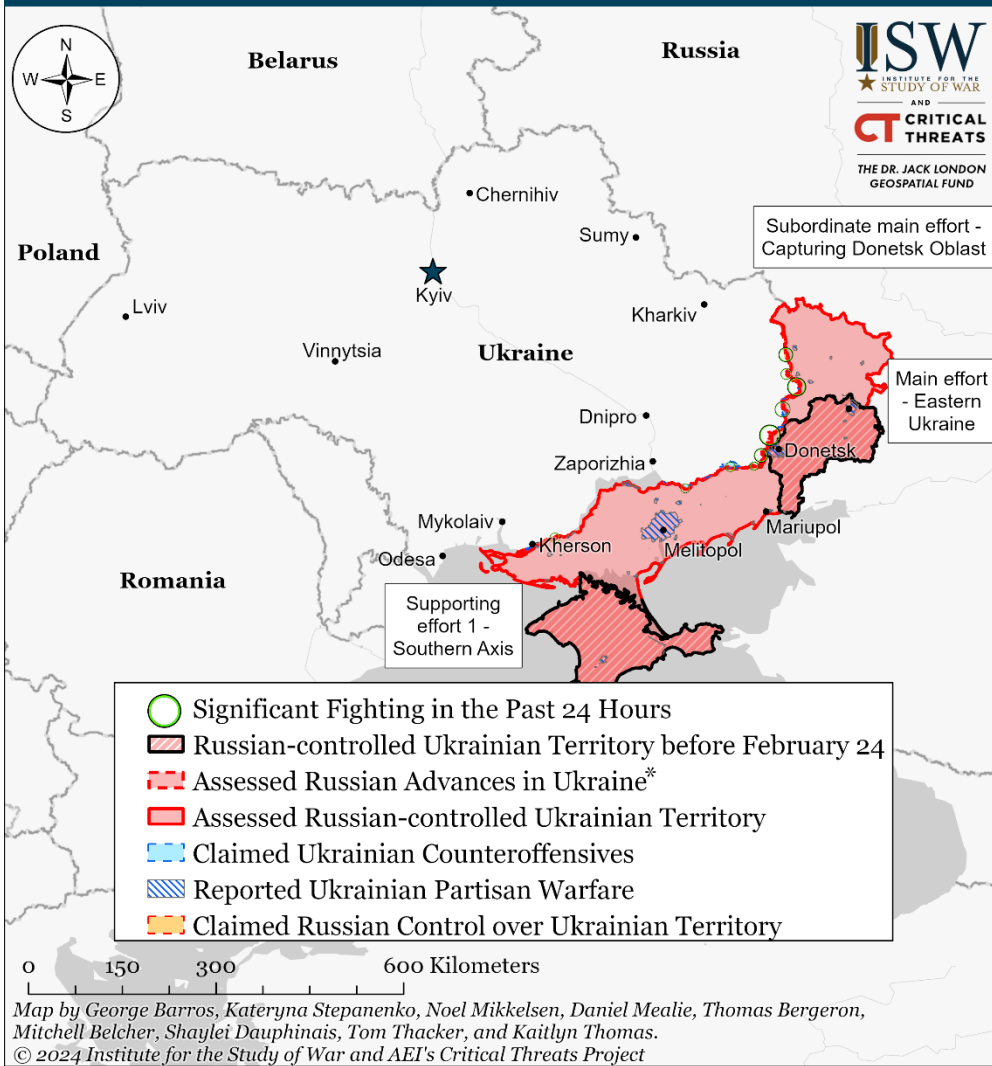 N
W E
S
Belarus
Russia
ISW
INSTITUTE FOR THE
STUDY OF WAR
AND
CT CRITICAL
THREATS
THE DR. JACK LONDON
GEOSPATIAL FUND
Chernihiv
Sumy
Subordinate main effort -
Capturing Donetsk Oblast
Poland
Kyiv
Lviv
Kharkiv
Vinnytsia
Ukraine
Main effort
- Eastern
Ukraine
Dnipro
Donetsk
Zaporizhia
Mykolaiv
Mariupol
Kherson
Odesa
Melitopol
Romania
Supporting
effort 1 -
Southern Axis
Significant Fighting in the Past 24 Hours
Russian-controlled Ukrainian Territory before February 24
Assessed Russian Advances in Ukraine*
Assessed Russian-controlled Ukrainian Territory
Claimed Ukrainian Counteroffensives
Reported Ukrainian Partisan Warfare
Claimed Russian Control over Ukrainian Territory
0 150 300 600 Kilometers
Map by George Barros, Kateryna Stepanenko, Noel Mikkelsen, Daniel Mealie, Thomas Bergeron,
Mitchell Belcher, Shaylei Dauphinais, Tom Thacker, and Kaitlyn Thomas.
© 2024 Institute for the Study of War and AEI's Critical Threats Project